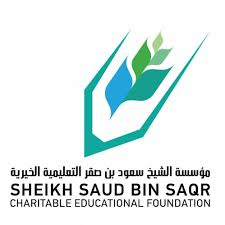 مؤسسة الشيخ سعود بن صقر التعليمية الخيرية
SHEIKH SAUD BIN SAQR
CHARITABLE EDUCATIONAL FOUNDATION